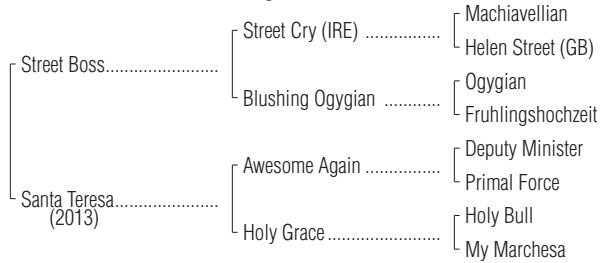 Machiavellian
Street Cry (IRE) ..................
Helen Street (GB)
Street Boss.......................
Ogygian
Blushing Ogygian .............
Fruhlingshochzeit
Deputy Minister
Awesome Again ..................
Primal Force
Santa Teresa.....................
(2013)
Holy Bull
Holy Grace ...........................
My Marchesa